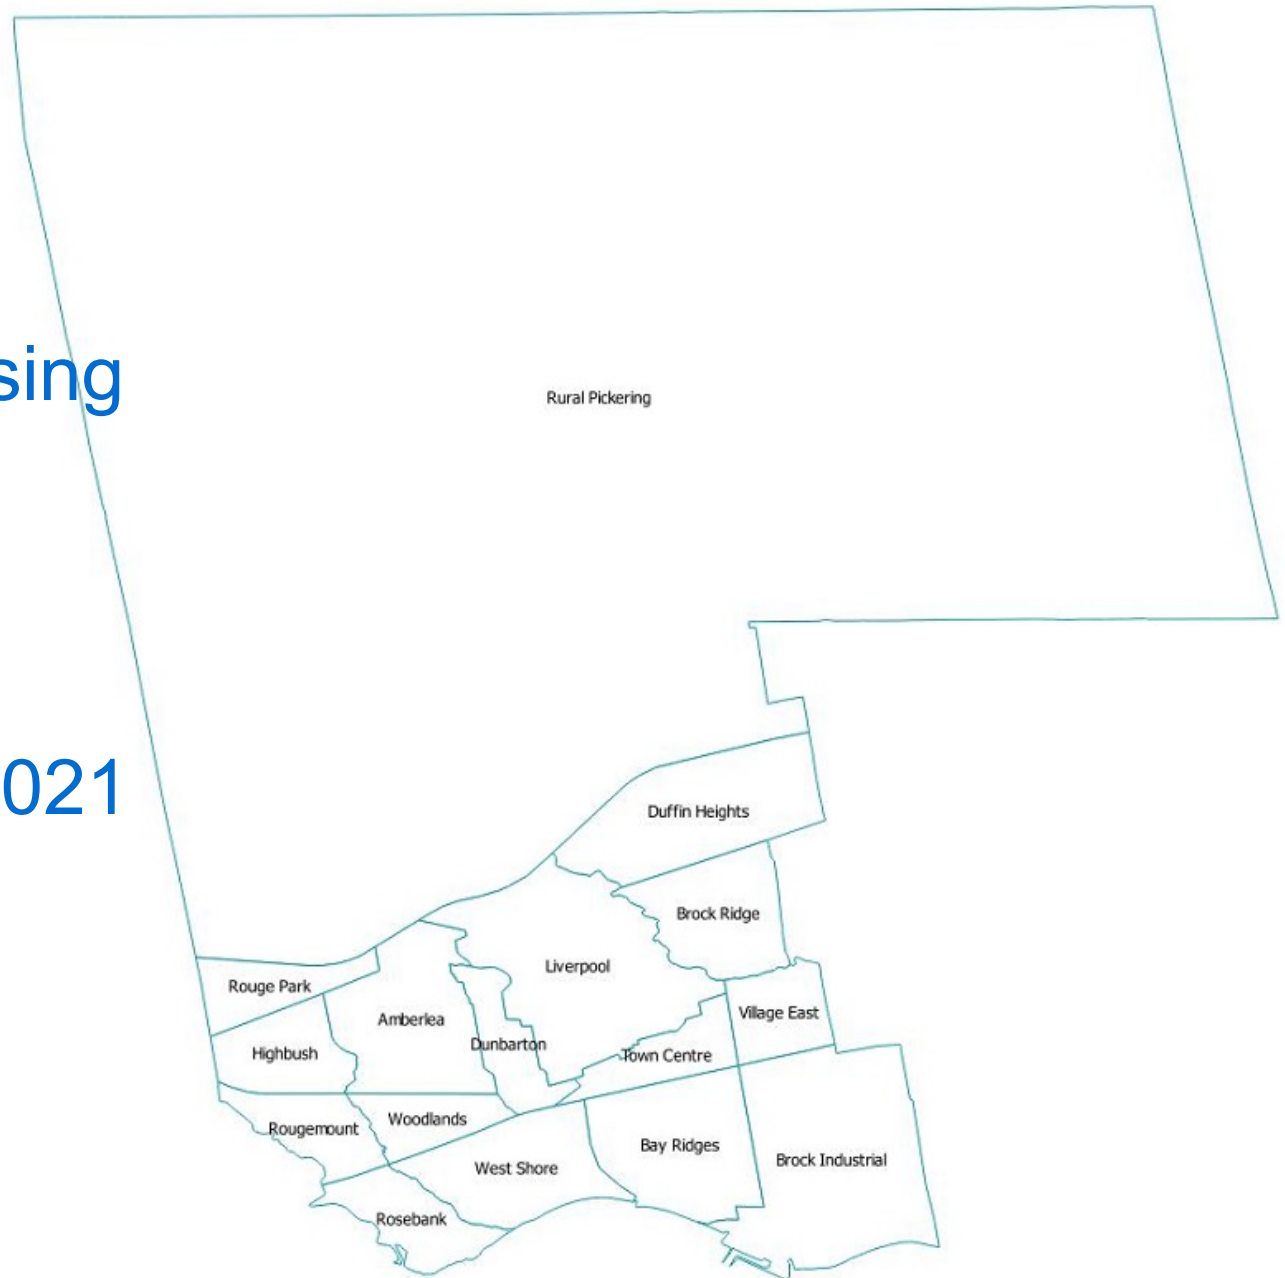 sing
Rural Pickering
021
Duffin Heights
Brock Ridge
Liverpool
Rouge Park
Village East
Amberlea
Dunbarton
Highbush
Town Centre
Woodlands
Rougemount
Bay Ridges
Brock Industrial
West Shore
Rosebank